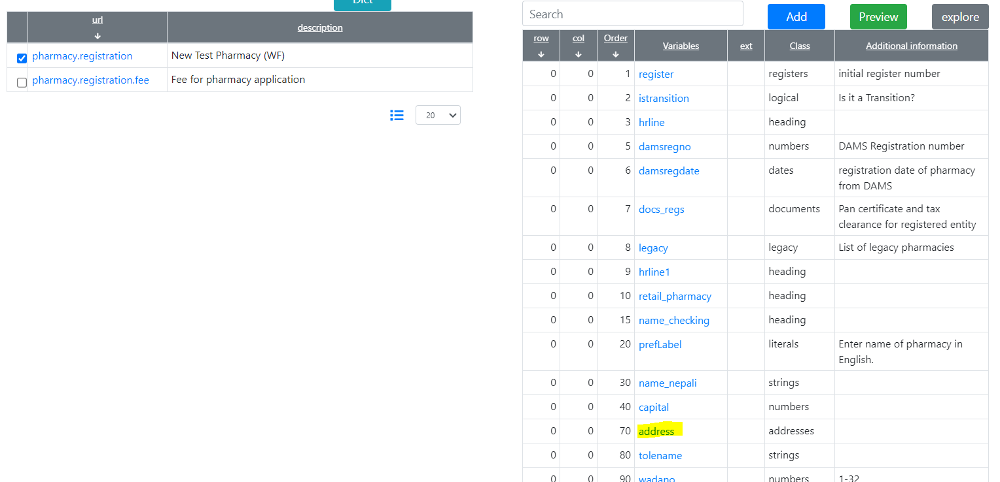 Dict
url
description
pharmacy.registration New Test Pharmacy (WF)
pharmacy.registration.fee Fee for pharmacy application
20
Search Add Preview explore
row col Order Variables ext Class Additional information
0 0 1 register registers initial register number
0 0 2 istransition logical Is it a Transition?
0 0 3 hrline heading
0 0 5 damsregno numbers DAMS Registration number
0 0 6 damsregdate dates registration date of pharmacy
from DAMS
0 0 7 docs_regs documents Pan certificate and tax
clearance for registered entity
0 0 8 legacy legacy List of legacy pharmacies
0 0 9 hrline1 heading
0 0 10 retail_pharmacy heading
0 0 15 name_checking heading
0 0 20 prefLabel literals Enter name of pharmacy in
English.
0 0 30 name_nepali strings
0 0 40 capital numbers
0 0 70 address addresses
0 0 80 tolename strings
0 0 90 wadano numbers 1-32